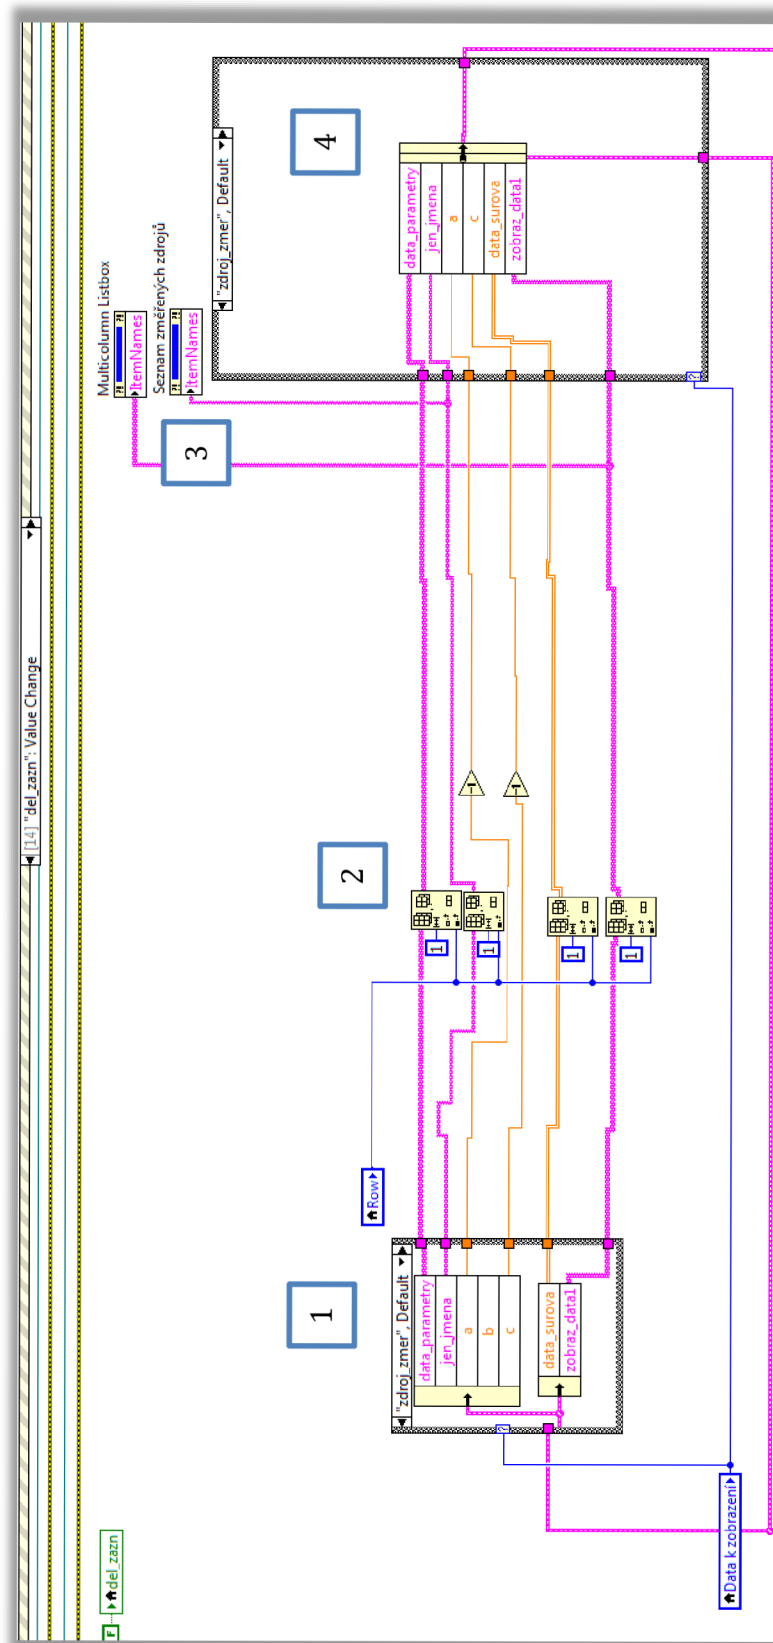 [14] "del_zazn": Value Change
F
del_zazn
Multicolumn Listbox
ItemNames
Seznam změřených zdrojů
ItemNames
1
2
3
4
"zdroj_zmer", Default
data_parametry
jen_jmena
a
b
c
data_surova
zobraz_data1
?
Data k zobrazení
Row
1
1
1
1
-1
-1
"zdroj_zmer", Default
data_parametry
jen_jmena
a
c
data_surova
zobraz_data1
?